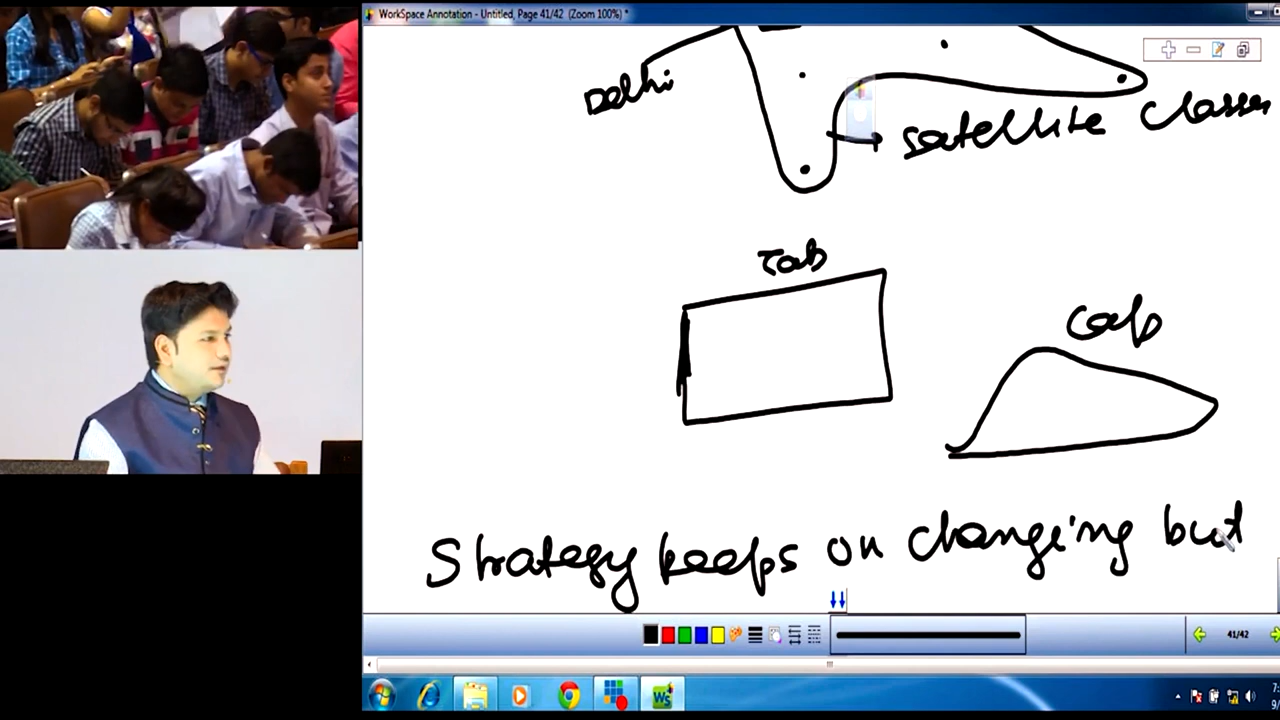 WorkSpace Annotation - Untitled, Page 41/42 (Zoom 100%) *
Delhi
satellite classes
Tab
Strategy keeps on changing but
41/42